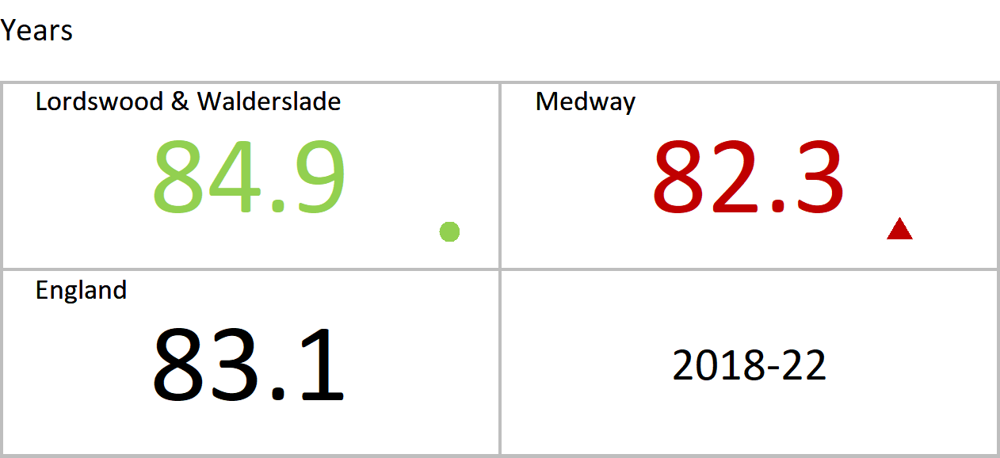 Years
Lordswood & Walderslade
84.9
Medway
82.3
England
83.1
2018-22